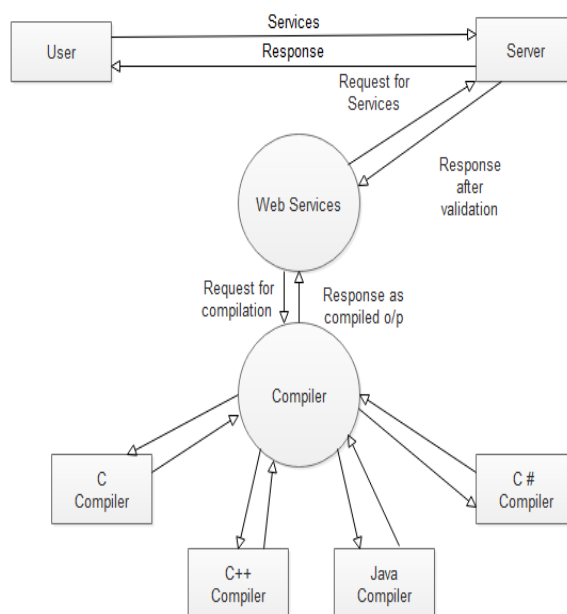 Services
User
Response
Server
Request for
Services
Response
after
validation
Web Services
Request for
compilation
Response as
compiled o/p
Compiler
C
Compiler
C #
Compiler
C++
Compiler
Java
Compiler